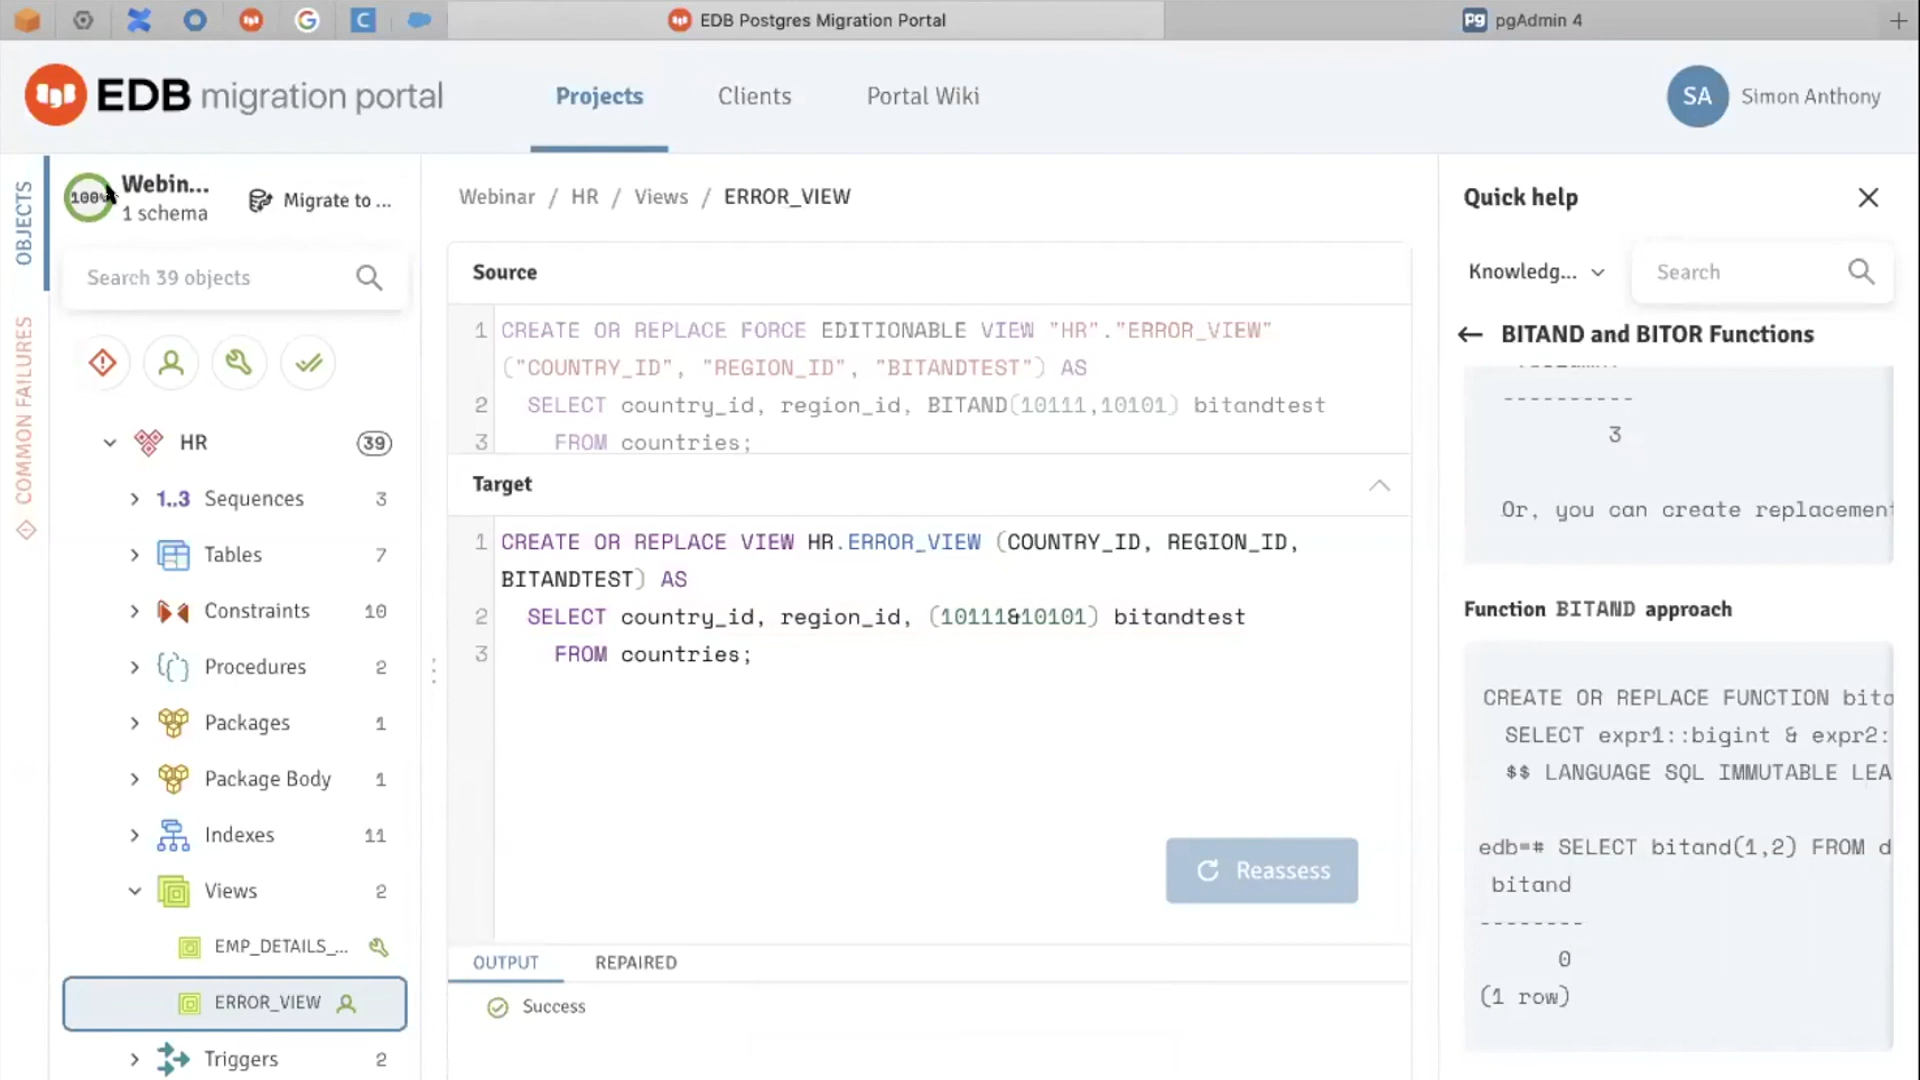 EDB Postgres Migration Portal
Pg pgAdmin 4
EDB migration portal
Projects
Clients
Portal Wiki
SA
Simon Anthony
OBJECTS
COMMON FAILURES
100%
Webin...
1 schema
Migrate to ...
Search 39 objects
HR 39
1..3 Sequences 3
Tables 7
Constraints 10
Procedures 2
Packages 1
Package Body 1
Indexes 11
Views 2
EMP_DETAILS_...
ERROR_VIEW
Triggers 2
Webinar / HR / Views / ERROR_VIEW
Source
1 CREATE OR REPLACE FORCE EDITIONABLE VIEW "HR"."ERROR_VIEW"
("COUNTRY_ID", "REGION_ID", "BITANDTEST") AS
2 SELECT country_id, region_id, BITAND(10111,10101) bitandtest
3 FROM countries;
Target
1 CREATE OR REPLACE VIEW HR.ERROR_VIEW (COUNTRY_ID, REGION_ID,
BITANDTEST) AS
2 SELECT country_id, region_id, (10111&10101) bitandtest
3 FROM countries;
Reassess
OUTPUT
REPAIRED
Success
Quick help
Knowledg...
Search
BITAND and BITOR Functions
----------
3
Or, you can create replacement
Function BITAND approach
CREATE OR REPLACE FUNCTION bita
SELECT expr1::bigint & expr2:
$$ LANGUAGE SQL IMMUTABLE LEA
edb=# SELECT bitand(1,2) FROM d
bitand
--------
0
(1 row)